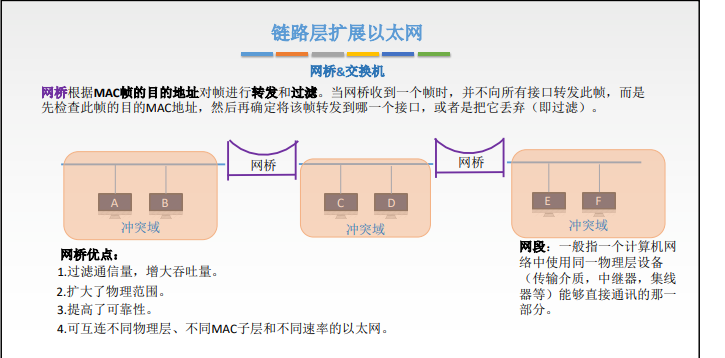 链路层扩展以太网
网桥&交换机
网桥根据MAC帧的目的地址对帧进行转发和过滤。当网桥收到一个帧时，并不向所有接口转发此帧，而是
先检查此帧的目的MAC地址，然后再确定将该帧转发到哪一个接口，或者是把它丢弃（即过滤）。
网桥
网桥
A
B
C
D
E
F
冲突域
冲突域
冲突域
网桥优点：
1.过滤通信量，增大吞吐量。
2.扩大了物理范围。
3.提高了可靠性。
4.可互连不同物理层、不同MAC子层和不同速率的以太网。
网段：一般指一个计算机网
络中使用同一物理层设备
（传输介质，中继器，集线
器等）能够直接通讯的那一
部分。